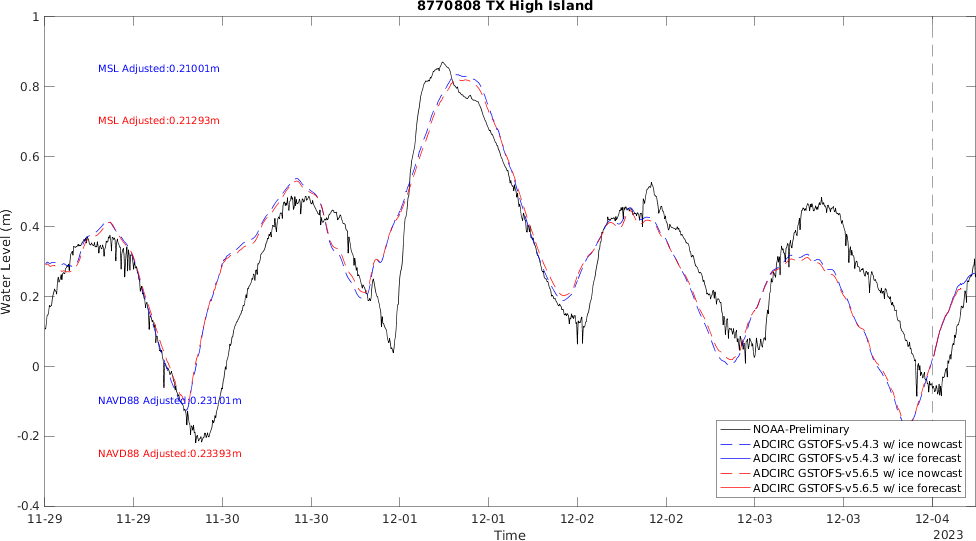 8770808 TX High Island
1
0.8
0.6
0.4
0.2
0
-0.2
-0.4
Water Level (m)
MSL Adjusted:0.21001m
MSL Adjusted:0.21293m
NAVD88 Adjusted:0.23101m
NAVD88 Adjusted:0.23393m
NOAA-Preliminary
ADCIRC GSTOFS-v5.4.3 w/ ice nowcast
ADCIRC GSTOFS-v5.4.3 w/ ice forecast
ADCIRC GSTOFS-v5.6.5 w/ ice nowcast
ADCIRC GSTOFS-v5.6.5 w/ ice forecast
11-29 11-29 11-30 11-30 12-01 12-01 12-02 12-02 12-03 12-03 12-04
2023
Time